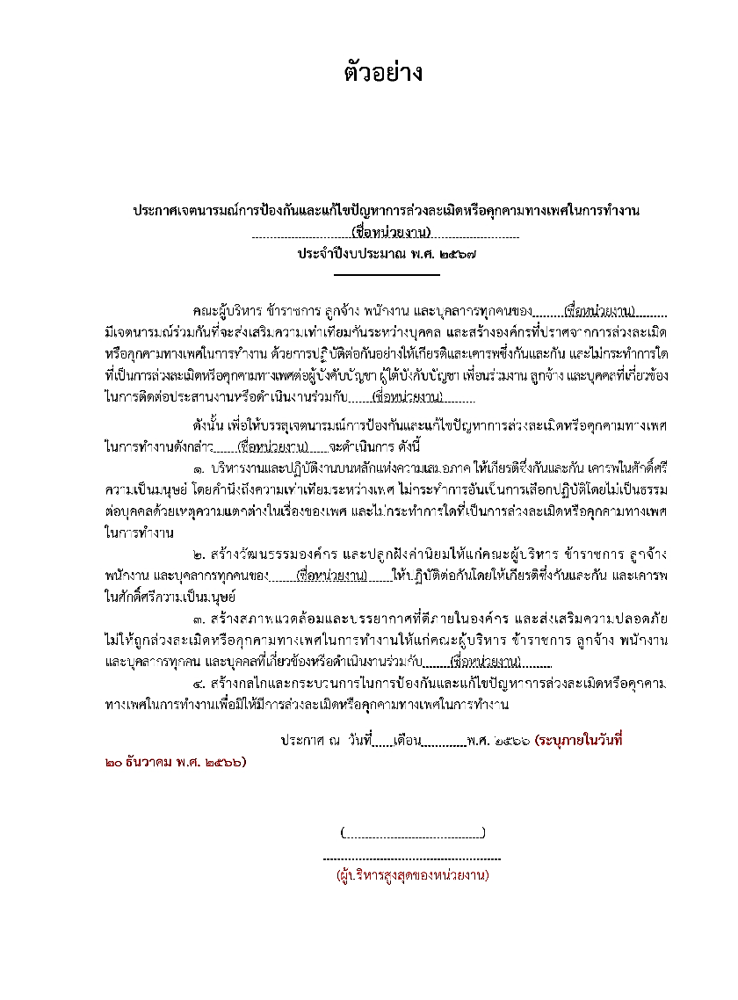 ตัวอย่าง
ประกาศเจตนารมณ์การป้องกันและแก้ไขปัญหาการล่วงละเมิดหรือคุกคามทางเพศในการทำงาน
............................(ชื่อหน่วยงาน).........................
ประจำปีงบประมาณ พ.ศ. ๒๕๖๗
คณะผู้บริหาร ข้าราชการ ลูกจ้าง พนักงาน และบุคลากรทุกคนของ.........(ชื่อหน่วยงาน).........
มีเจตนารมณ์ร่วมกันที่จะส่งเสริมความเท่าเทียมกันระหว่างบุคคล และสร้างองค์กรที่ปราศจากการล่วงละเมิด
หรือคุกคามทางเพศในการทำงาน ด้วยการปฏิบัติต่อกันอย่างให้เกียรติและเคารพซึ่งกันและกัน และไม่กระทำการใด
ที่เป็นการล่วงละเมิดหรือคุกคามทางเพศต่อผู้บังคับบัญชา ผู้ใต้บังคับบัญชา เพื่อนร่วมงาน ลูกจ้าง และบุคคลที่เกี่ยวข้อง
ในการติดต่อประสานงานหรือดำเนินงานร่วมกับ.......(ชื่อหน่วยงาน).........
ดังนั้น เพื่อให้บรรลุเจตนารมณ์การป้องกันและแก้ไขปัญหาการล่วงละเมิดหรือคุกคามทางเพศ
ในการทำงานดังกล่าว.......(ชื่อหน่วยงาน)......จะดำเนินการ ดังนี้
๑. บริหารงานและปฏิบัติงานบนหลักแห่งความเสมอภาค ให้เกียรติซึ่งกันและกัน เคารพในศักดิ์ศรี
ความเป็นมนุษย์ โดยคำนึงถึงความเท่าเทียมระหว่างเพศ ไม่กระทำการอันเป็นการเลือกปฏิบัติโดยไม่เป็นธรรม
ต่อบุคคลด้วยเหตุความแตกต่างในเรื่องของเพศ และไม่กระทำการใดที่เป็นการล่วงละเมิดหรือคุกคามทางเพศ
ในการทำงาน
๒. สร้างวัฒนธรรมองค์กร และปลูกฝังค่านิยมให้แก่คณะผู้บริหาร ข้าราชการ ลูกจ้าง
พนักงาน และบุคลากรทุกคนของ........(ชื่อหน่วยงาน).......ให้ปฏิบัติต่อกันโดยให้เกียรติซึ่งกันและกัน และเคารพ
ในศักดิ์ศรีความเป็นมนุษย์
๓. สร้างสภาพแวดล้อมและบรรยากาศที่ดีภายในองค์กร และส่งเสริมความปลอดภัย
ไม่ให้ถูกล่วงละเมิดหรือคุกคามทางเพศในการทำงานให้แก่คณะผู้บริหาร ข้าราชการ ลูกจ้าง พนักงาน
และบุคลากรทุกคน และบุคคลที่เกี่ยวข้องหรือดำเนินงานร่วมกับ........(ชื่อหน่วยงาน).........
๔. สร้างกลไกและกระบวนการในการป้องกันและแก้ไขปัญหาการล่วงละเมิดหรือคุกคาม
ทางเพศในการทำงานเพื่อมิให้มีการล่วงละเมิดหรือคุกคามทางเพศในการทำงาน
ประกาศ ณ วันที่......เดือน.............พ.ศ. ๒๕๖๖ (ระบุภายในวันที่
๒๐ ธันวาคม พ.ศ. ๒๕๖๖)
(.......................................)
..................................................
(ผู้บริหารสูงสุดของหน่วยงาน)